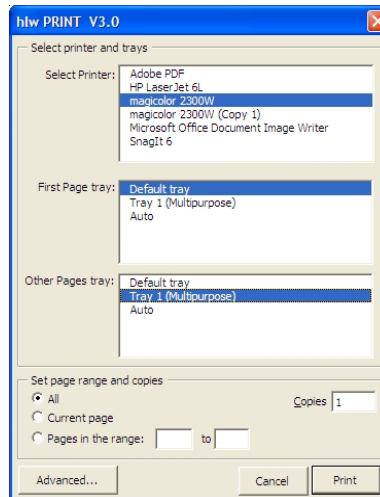 hlw PRINT V3.0
Select printer and trays
Select Printer:
Adobe PDF
HP LaserJet 6L
magicolor 2300W
magicolor 2300W (Copy 1)
Microsoft Office Document Image Writer
SnagIt 6
First Page tray:
Default tray
Tray 1 (Multipurpose)
Auto
Other Pages tray:
Default tray
Tray 1 (Multipurpose)
Auto
Set page range and copies
All
Copies 1
Current page
Pages in the range: to
Advanced... Cancel Print